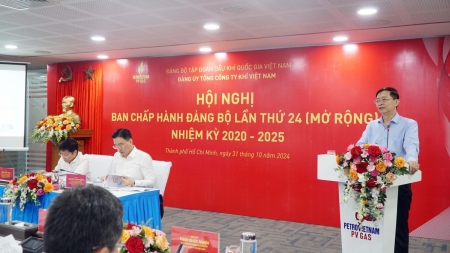 ĐẢNG BỘ TẬP ĐOÀN DẦU KHÍ QUỐC GIA VIỆT NAM
ĐẢNG ỦY TỔNG CÔNG TY KHÍ VIỆT NAM
HỘI NGHỊ
BAN CHẤP HÀNH ĐẢNG BỘ LẦN THỨ 24 (MỞ RỘNG)
NHIỆM KỲ 2020 - 2025
Thành phố Hồ Chí Minh, ngày 31 tháng 10 năm 2024
PETROVIETNAM
PV GAS